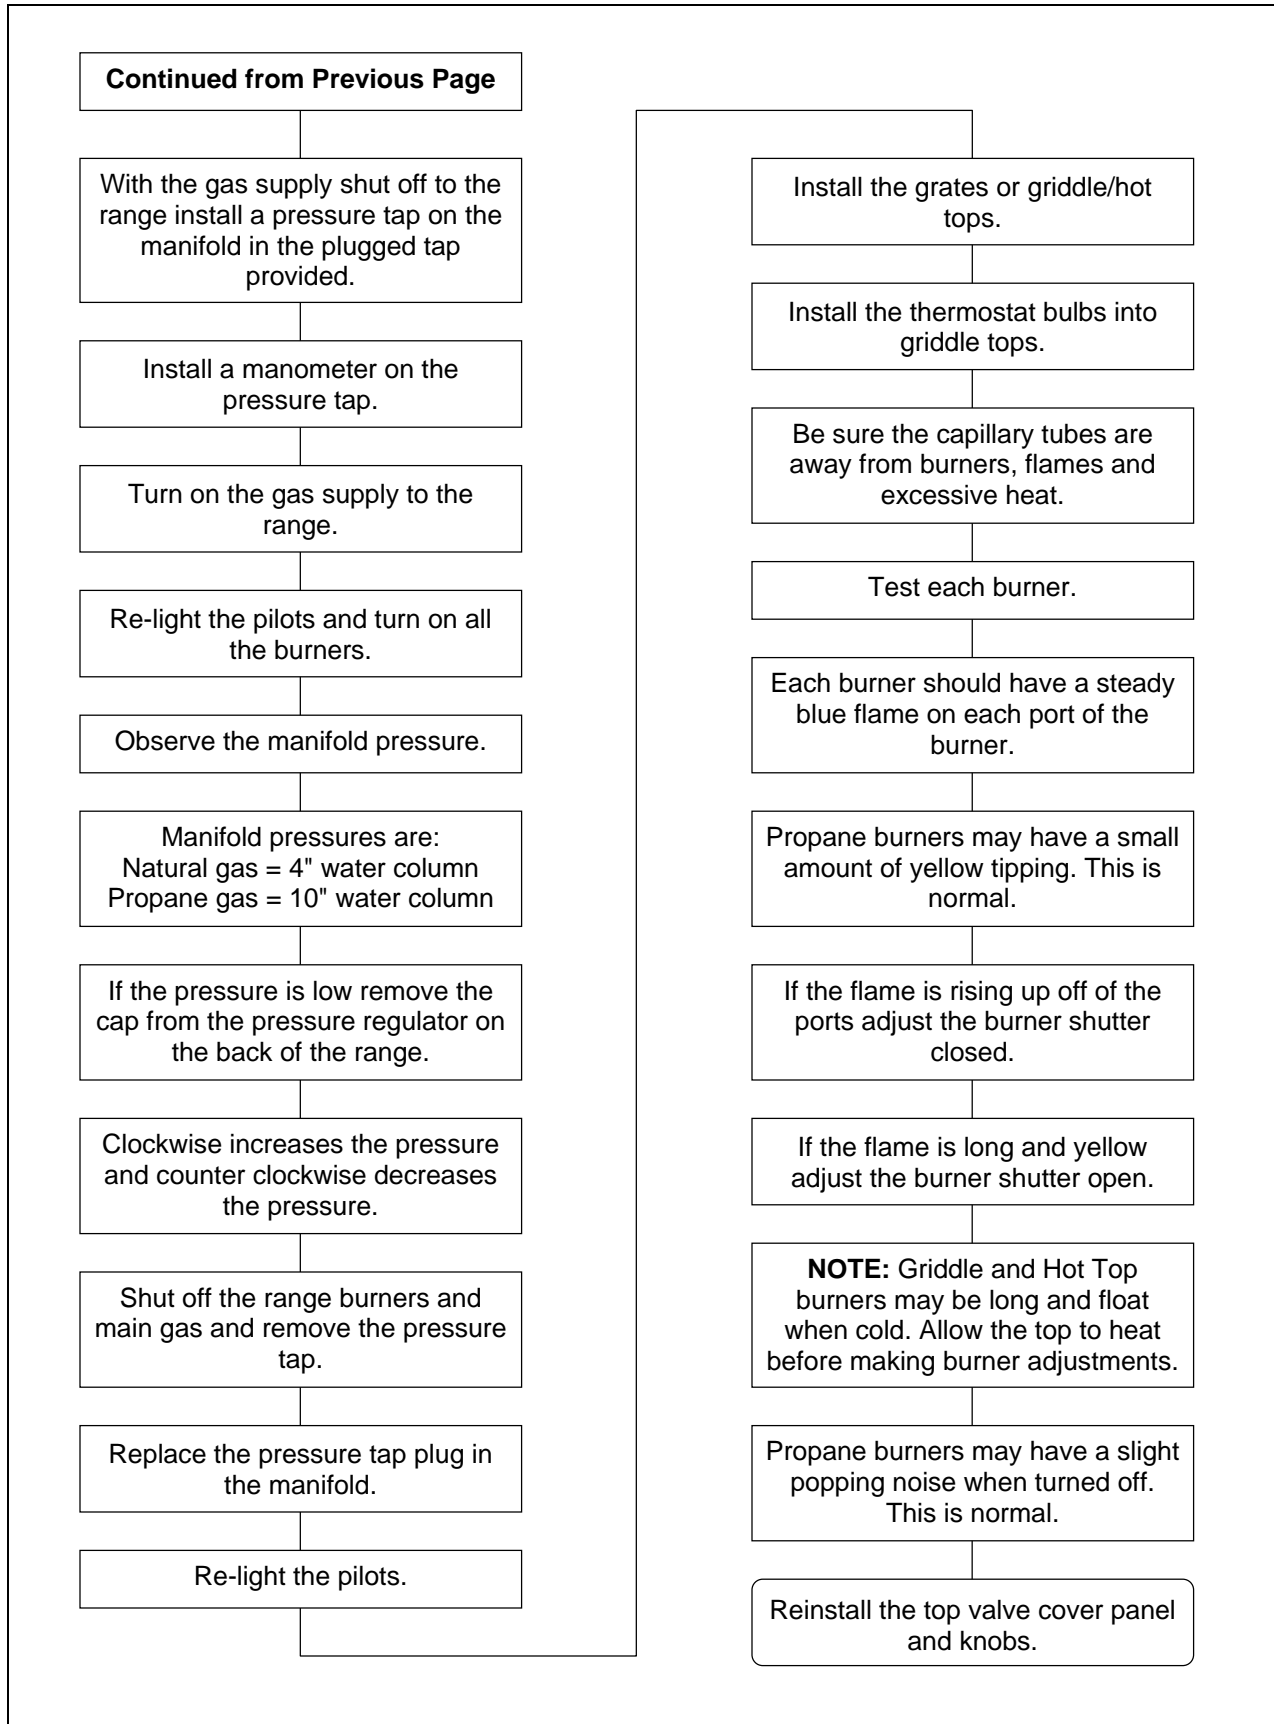 Continued from Previous Page
With the gas supply shut off to the
range install a pressure tap on the
manifold in the plugged tap
provided.
Install a manometer on the
pressure tap.
Turn on the gas supply to the
range.
Re-light the pilots and turn on all
the burners.
Observe the manifold pressure.
Manifold pressures are:
Natural gas = 4" water column
Propane gas = 10" water column
If the pressure is low remove the
cap from the pressure regulator on
the back of the range.
Clockwise increases the pressure
and counter clockwise decreases
the pressure.
Shut off the range burners and
main gas and remove the pressure
tap.
Replace the pressure tap plug in
the manifold.
Re-light the pilots.
Install the grates or griddle/hot
tops.
Install the thermostat bulbs into
griddle tops.
Be sure the capillary tubes are
away from burners, flames and
excessive heat.
Test each burner.
Each burner should have a steady
blue flame on each port of the
burner.
Propane burners may have a small
amount of yellow tipping. This is
normal.
If the flame is rising up off of the
ports adjust the burner shutter
closed.
If the flame is long and yellow
adjust the burner shutter open.
NOTE: Griddle and Hot Top
burners may be long and float
when cold. Allow the top to heat
before making burner adjustments.
Propane burners may have a slight
popping noise when turned off.
This is normal.
Reinstall the top valve cover panel
and knobs.